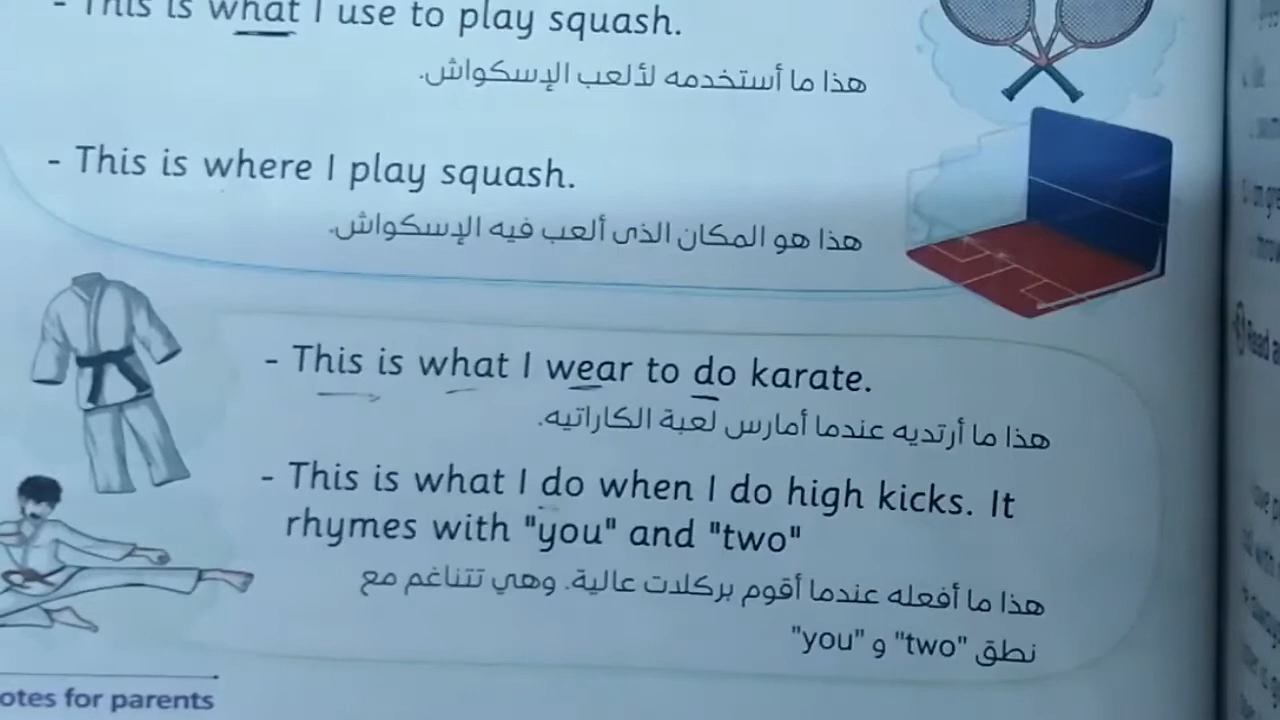 - This is what I use to play squash.
هذا ما أستخدمه لألعب الإسكواش.
- This is where I play squash.
هذا هو المكان الذى ألعب فيه الإسكواش.
- This is what I wear to do karate.
هذا ما أرتديه عندما أمارس لعبة الكاراتيه.
- This is what I do when I do high kicks. It
rhymes with "you" and "two"
هذا ما أفعله عندما أقوم بركلات عالية. وهي تتناغم مع
نطق "two" و "you"
otes for parents